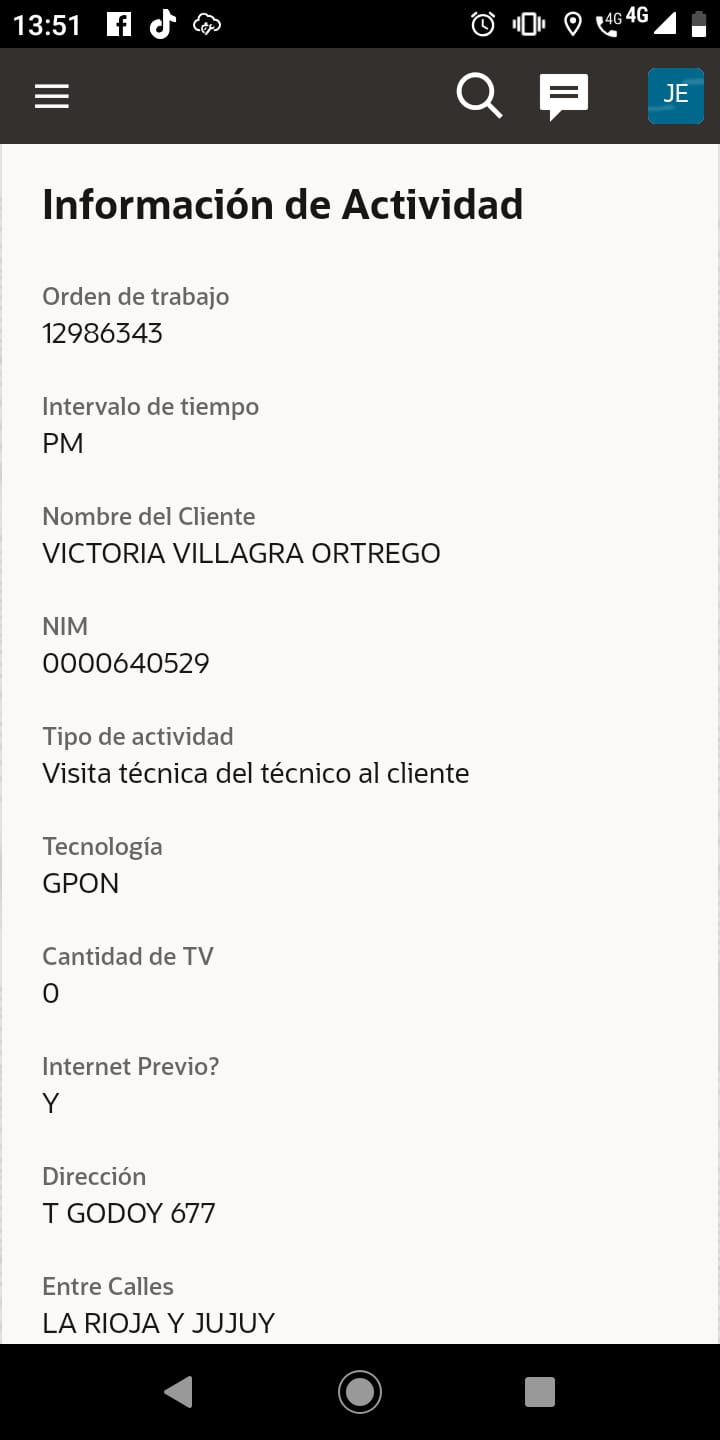 13:51
4G 4G
JE
Información de Actividad
Orden de trabajo
12986343
Intervalo de tiempo
PM
Nombre del Cliente
VICTORIA VILLAGRA ORTREGO
NIM
0000640529
Tipo de actividad
Visita técnica del técnico al cliente
Tecnología
GPON
Cantidad de TV
0
Internet Previo?
Y
Dirección
T GODOY 677
Entre Calles
LA RIOJA Y JUJUY